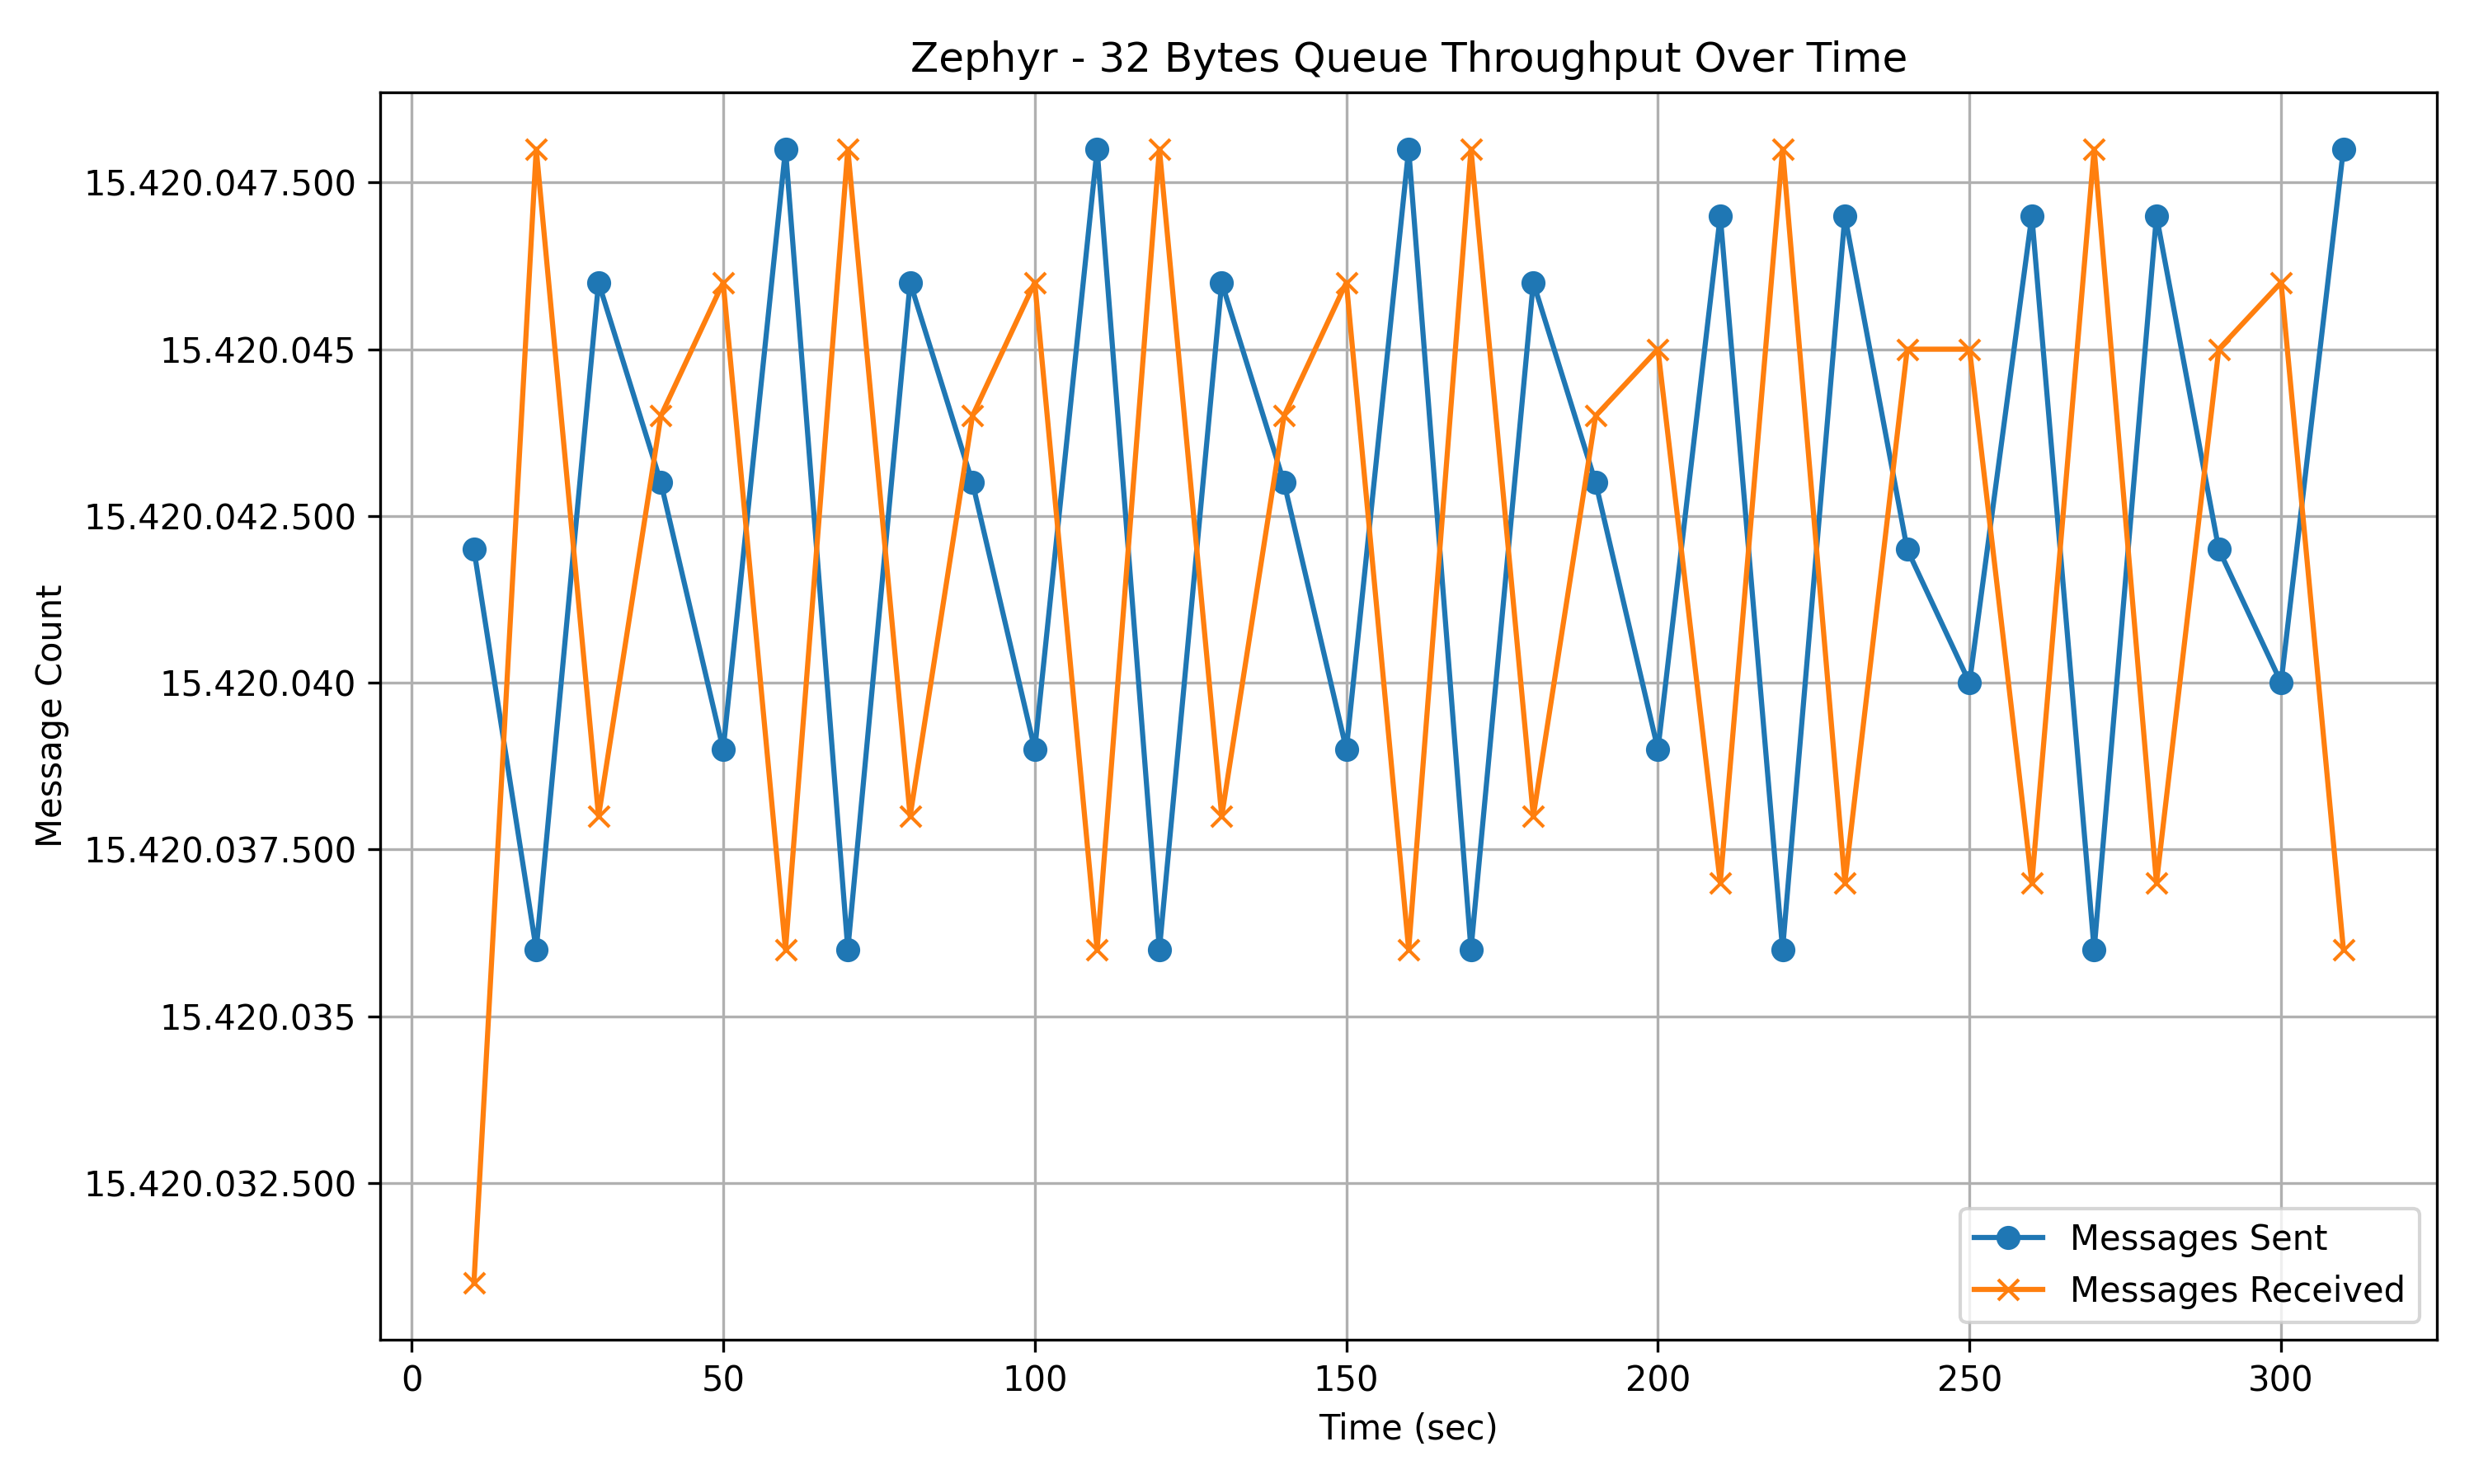 Zephyr - 32 Bytes Queue Throughput Over Time
Message Count
15.420.047.500
15.420.045
15.420.042.500
15.420.040
15.420.037.500
15.420.035
15.420.032.500
Messages Sent
Messages Received
0 50 100 150 200 250 300
Time (sec)